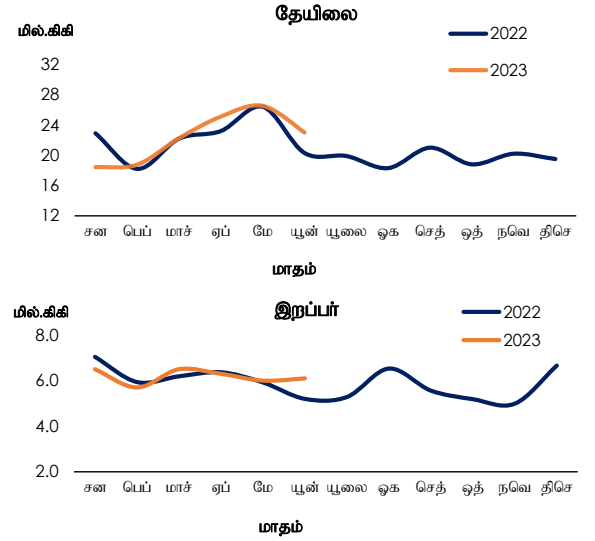 தேயிலை
மில்.கிகி
2022
2023
32
28
24
20
16
12
சன பெப் மார்ச் ஏப் மே யூன் யூலை ஓக செத் ஒத் நவெ திசெ
மாதம்
இறப்பர்
மில்.கிகி
2022
2023
8.0
6.0
4.0
2.0
சன பெப் மார்ச் ஏப் மே யூன் யூலை ஓக செத் ஒத் நவெ திசெ
மாதம்